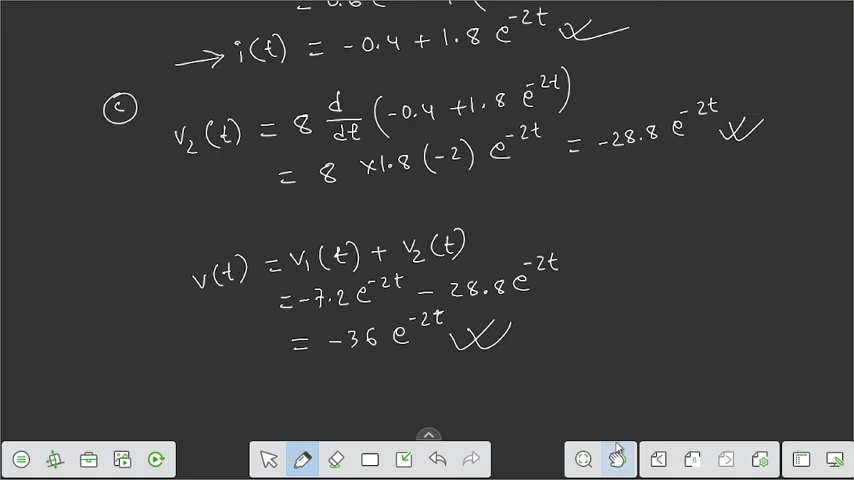 → i(t) = -0.4 + 1.8 e^{-2t}
(c)
v₂(t) = 8 d/dt (-0.4 + 1.8 e^{-2t})
= 8 × 1.8 (-2) e^{-2t} = -28.8 e^{-2t}
v(t) = v₁(t) + v₂(t)
= -7.2 e^{-2t} - 28.8 e^{-2t}
= -36 e^{-2t}